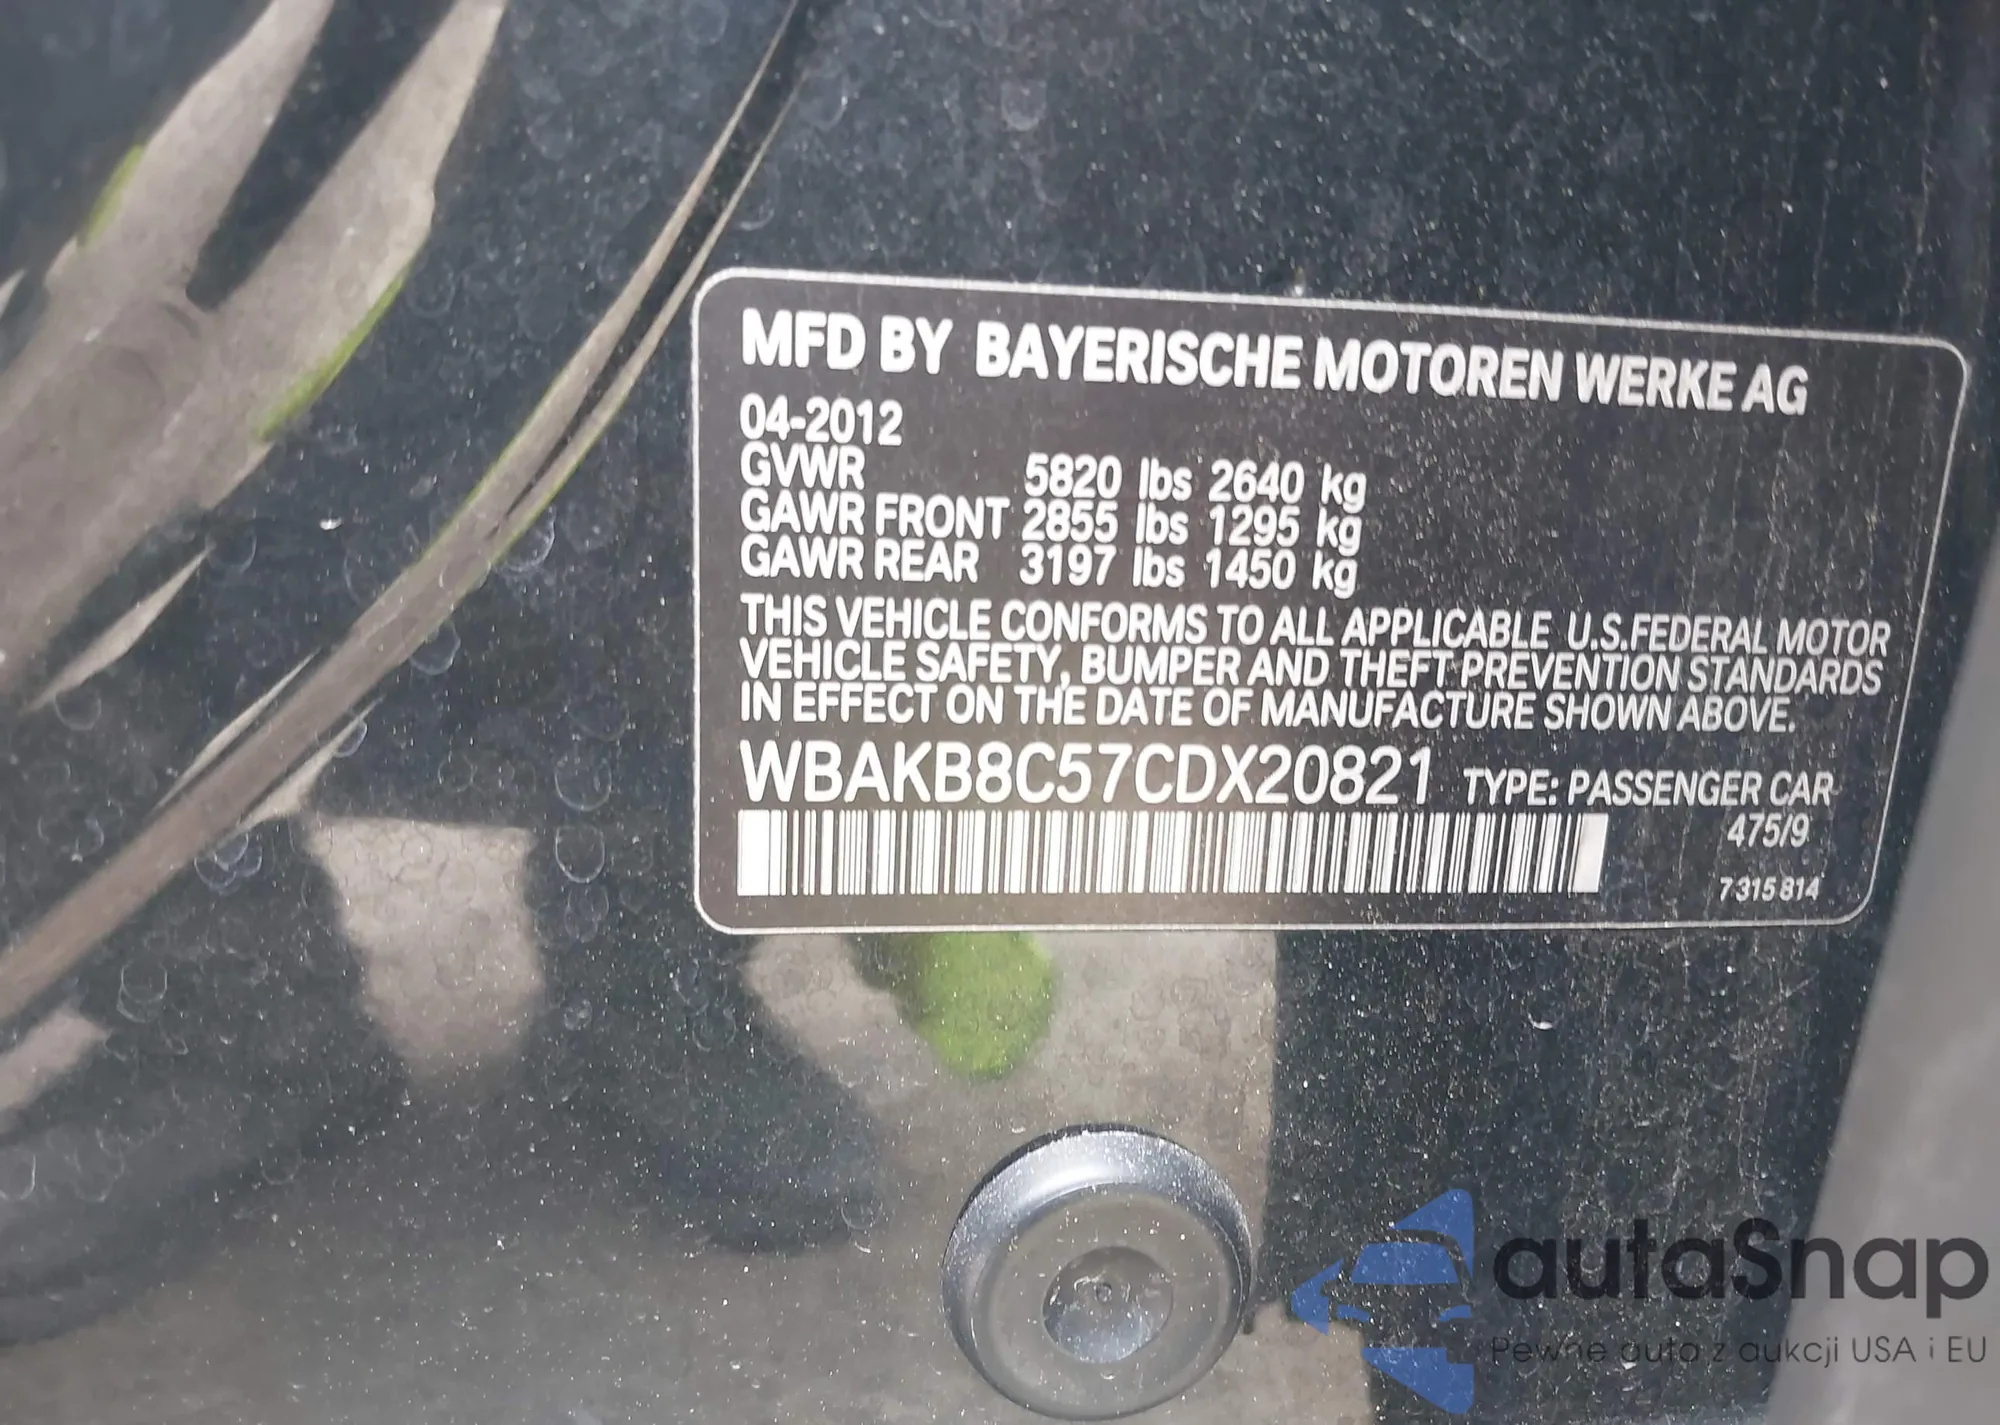 MFD BY BAYERISCHE MOTOREN WERKE AG
04-2012
GVWR 5820 lbs 2640 kg
GAWR FRONT 2855 lbs 1295 kg
GAWR REAR 3197 lbs 1450 kg
THIS VEHICLE CONFORMS TO ALL APPLICABLE U.S.FEDERAL MOTOR
VEHICLE SAFETY, BUMPER AND THEFT PREVENTION STANDARDS
IN EFFECT ON THE DATE OF MANUFACTURE SHOWN ABOVE.
WBAKB8C57CDX20821 TYPE: PASSENGER CAR
475/9
7 315 814
autaSnap
Pewne auta z aukcji USA i EU